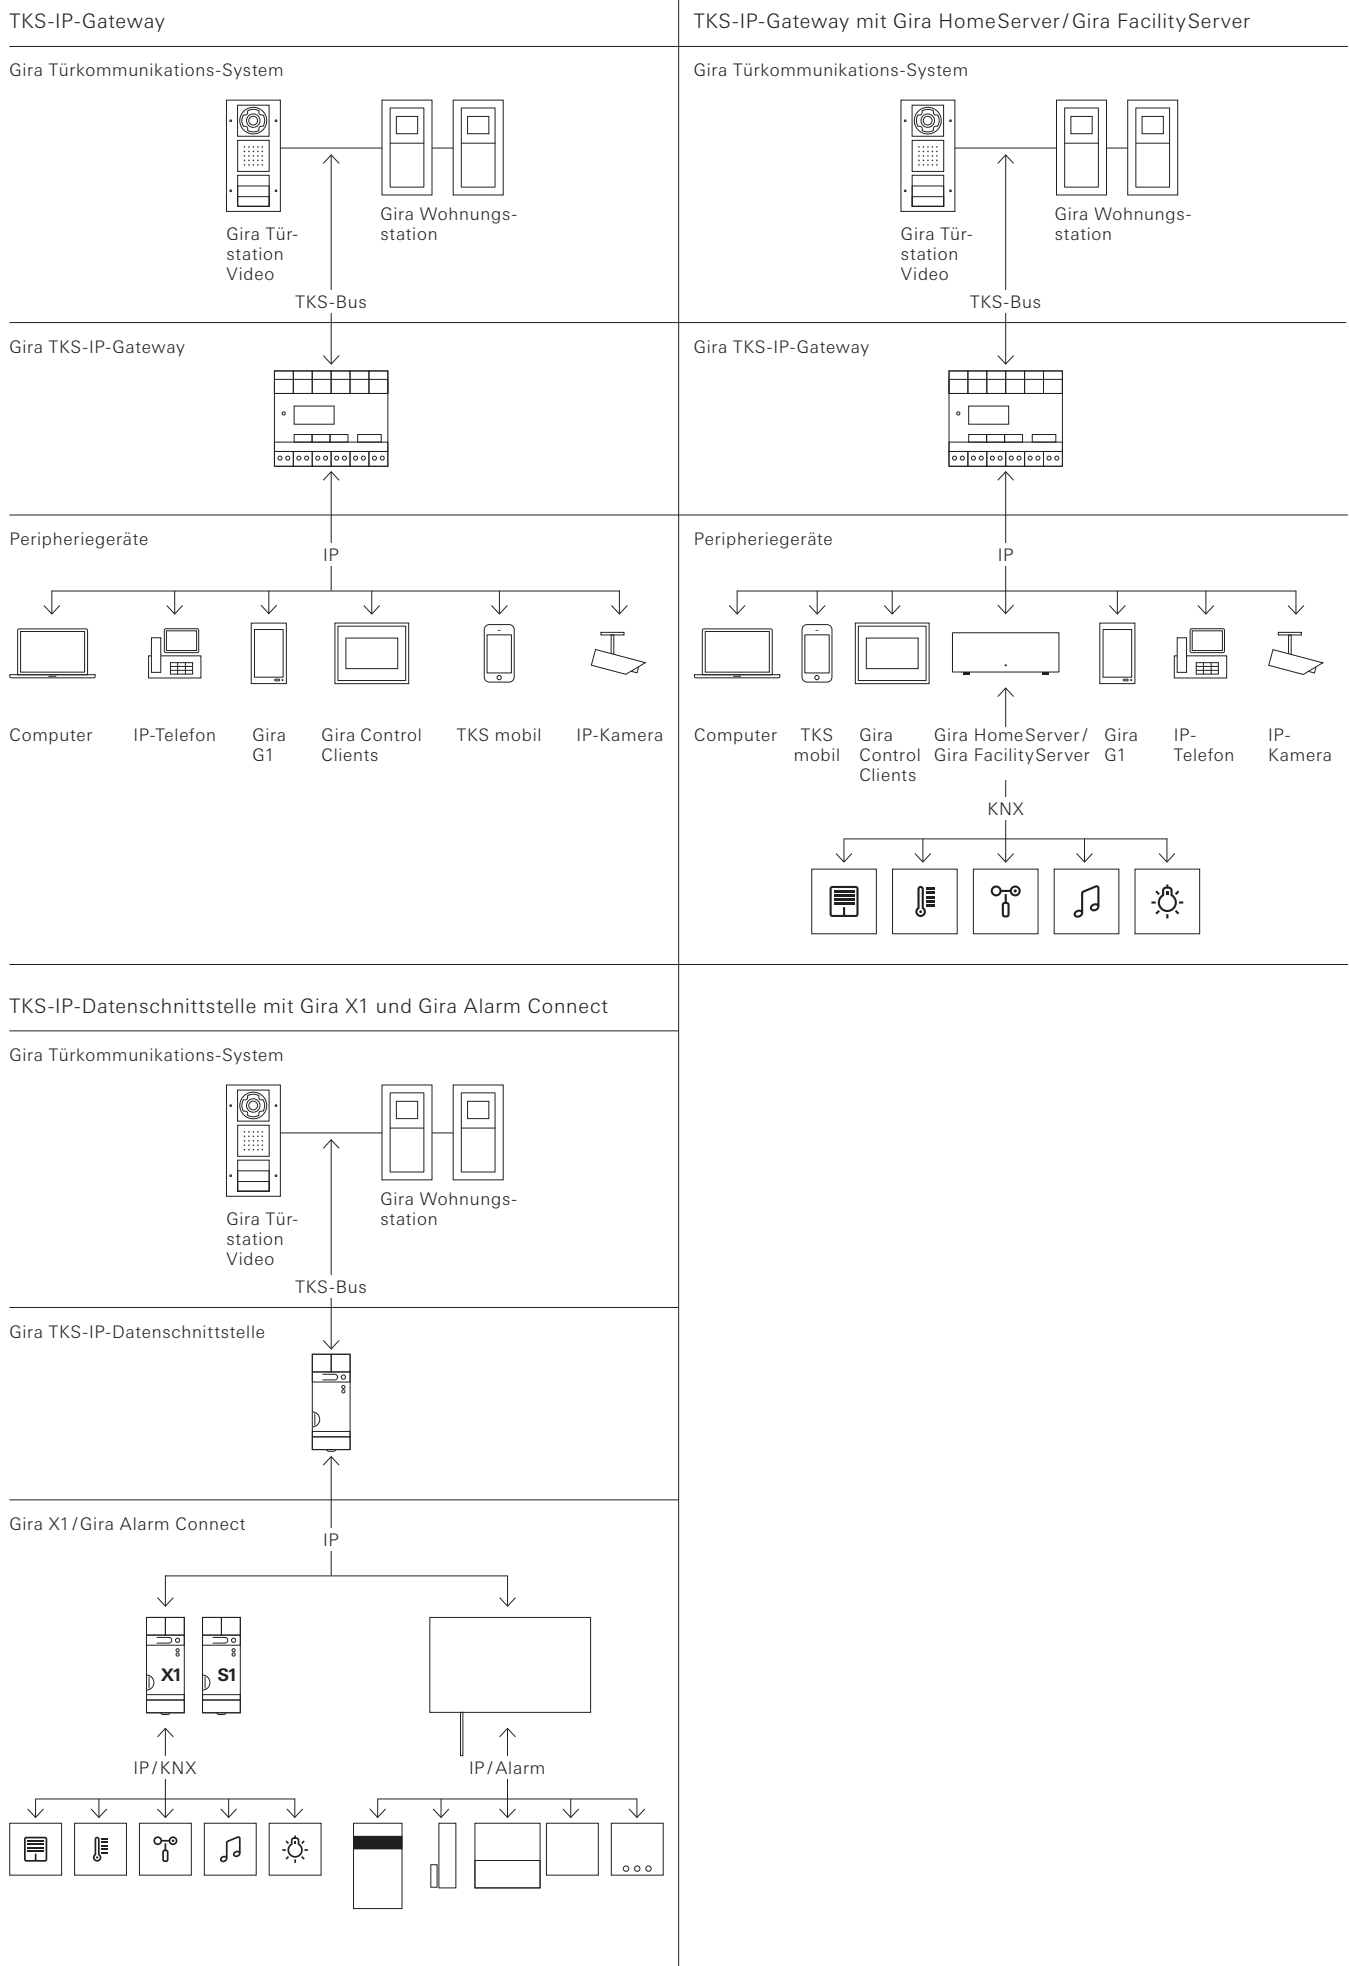 TKS-IP-Gateway
Gira Türkommunikations-System
Gira Tür-
station
Video
Gira Wohnungs-
station
TKS-Bus
Gira TKS-IP-Gateway
Peripheriegeräte
IP
Computer
IP-Telefon
Gira
G1
Gira Control
Clients
TKS mobil
IP-Kamera
TKS-IP-Gateway mit Gira HomeServer/Gira FacilityServer
Gira Türkommunikations-System
Gira Tür-
station
Video
Gira Wohnungs-
station
TKS-Bus
Gira TKS-IP-Gateway
Peripheriegeräte
IP
Computer
TKS
mobil
Gira
Control
Clients
Gira HomeServer/
Gira FacilityServer
Gira
G1
IP-
Telefon
IP-
Kamera
KNX
TKS-IP-Datenschnittstelle mit Gira X1 und Gira Alarm Connect
Gira Türkommunikations-System
Gira Tür-
station
Video
Gira Wohnungs-
station
TKS-Bus
Gira TKS-IP-Datenschnittstelle
Gira X1/Gira Alarm Connect
IP
X1
S1
IP/KNX
IP/Alarm